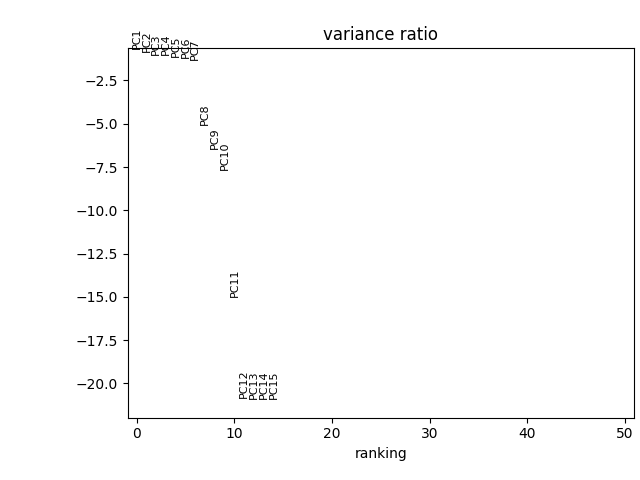 variance ratio
PC1
PC2
PC3
PC4
PC5
PC6
PC7
PC8
PC9
PC10
PC11
PC12
PC13
PC14
PC15
−2.5
−5.0
−7.5
−10.0
−12.5
−15.0
−17.5
−20.0
0 10 20 30 40 50
ranking